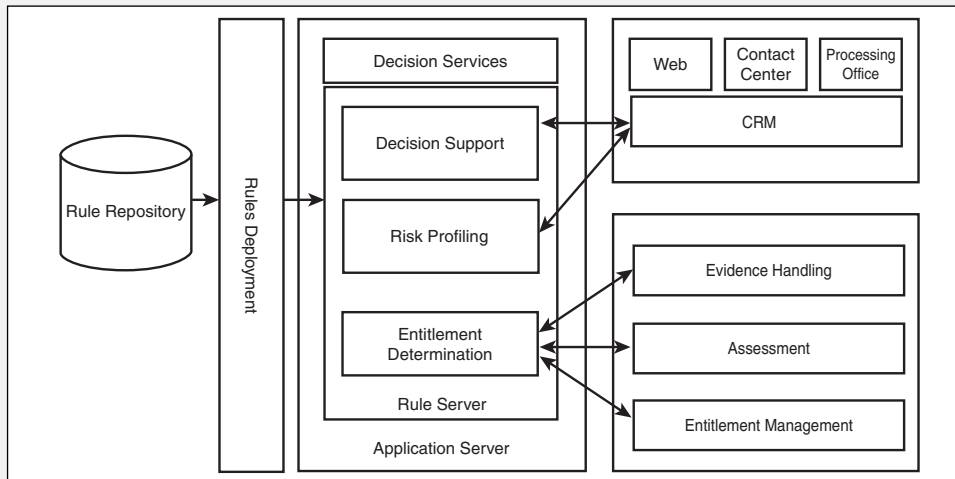 Rule Repository
Rules Deployment
Decision Services
Decision Support
Risk Profiling
Entitlement
Determination
Rule Server
Application Server
Web
Contact
Center
Processing
Office
CRM
Evidence Handling
Assessment
Entitlement Management